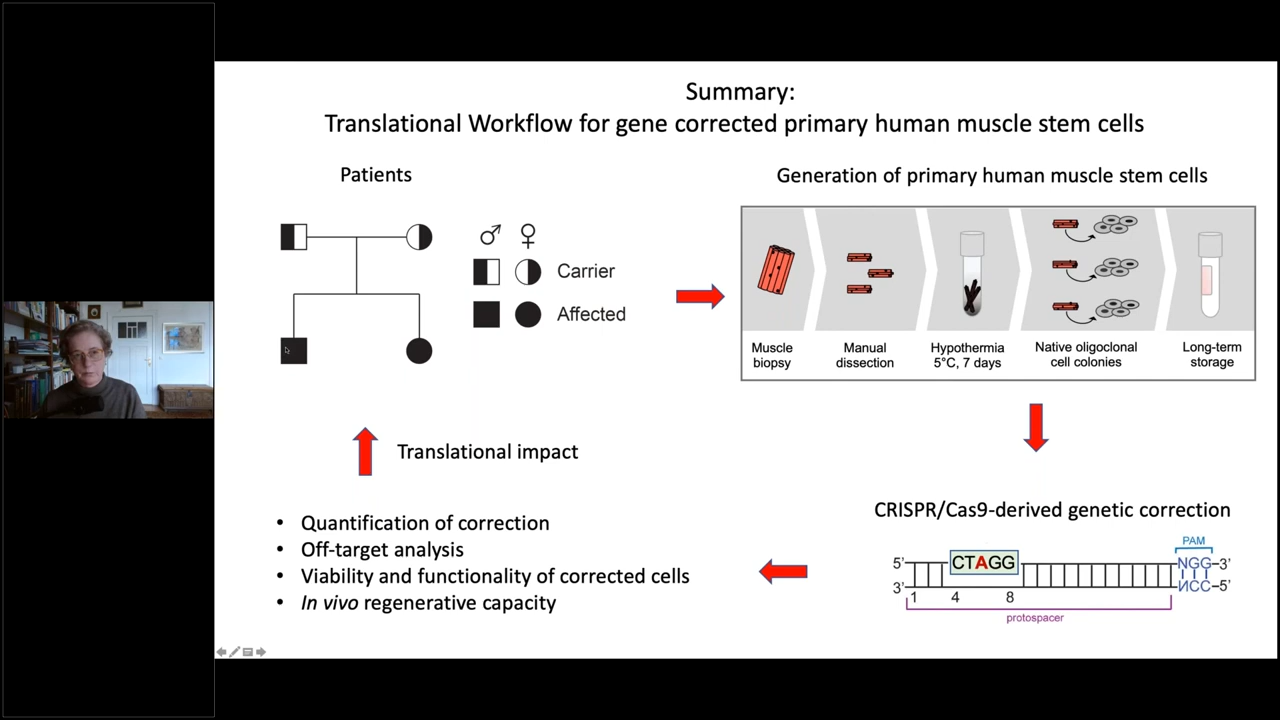 Summary:
Translational Workflow for gene corrected primary human muscle stem cells
Patients
Carrier
Affected
Generation of primary human muscle stem cells
Muscle
biopsy
Manual
dissection
Hypothermia
5°C, 7 days
Native oligoclonal
cell colonies
Long-term
storage
CRISPR/Cas9-derived genetic correction
PAM
5' CTAGG NGG-3'
3' NCC-5'
1 4 8
protospacer
Translational impact
• Quantification of correction
• Off-target analysis
• Viability and functionality of corrected cells
• In vivo regenerative capacity